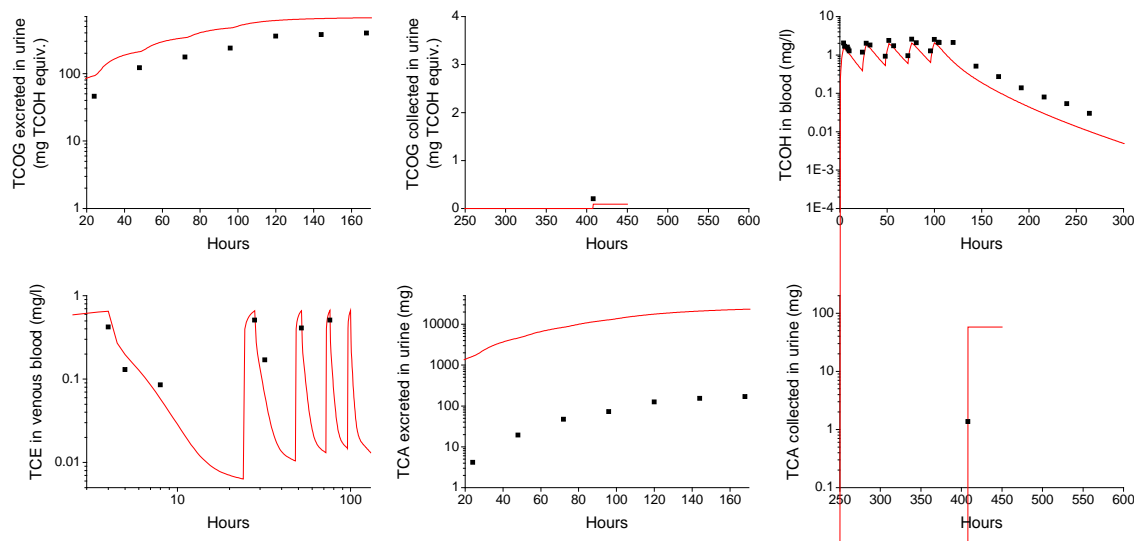 TCOG excreted in urine
(mg TCOH equiv.)
100
10
1
20 40 60 80 100 120 140 160
Hours
TCOG collected in urine
(mg TCOH equiv.)
4
3
2
1
0
250 300 350 400 450 500 550 600
Hours
TCOH in blood (mg/l)
10
1
0.1
0.01
1E-3
1E-4
0 50 100 150 200 250 300
Hours
TCE in venous blood (mg/l)
1
0.1
0.01
10 100
Hours
TCA excreted in urine (mg)
10000
1000
100
10
1
20 40 60 80 100 120 140 160
Hours
TCA collected in urine (mg)
100
10
1
0.1
250 300 350 400 450 500 550 600
Hours